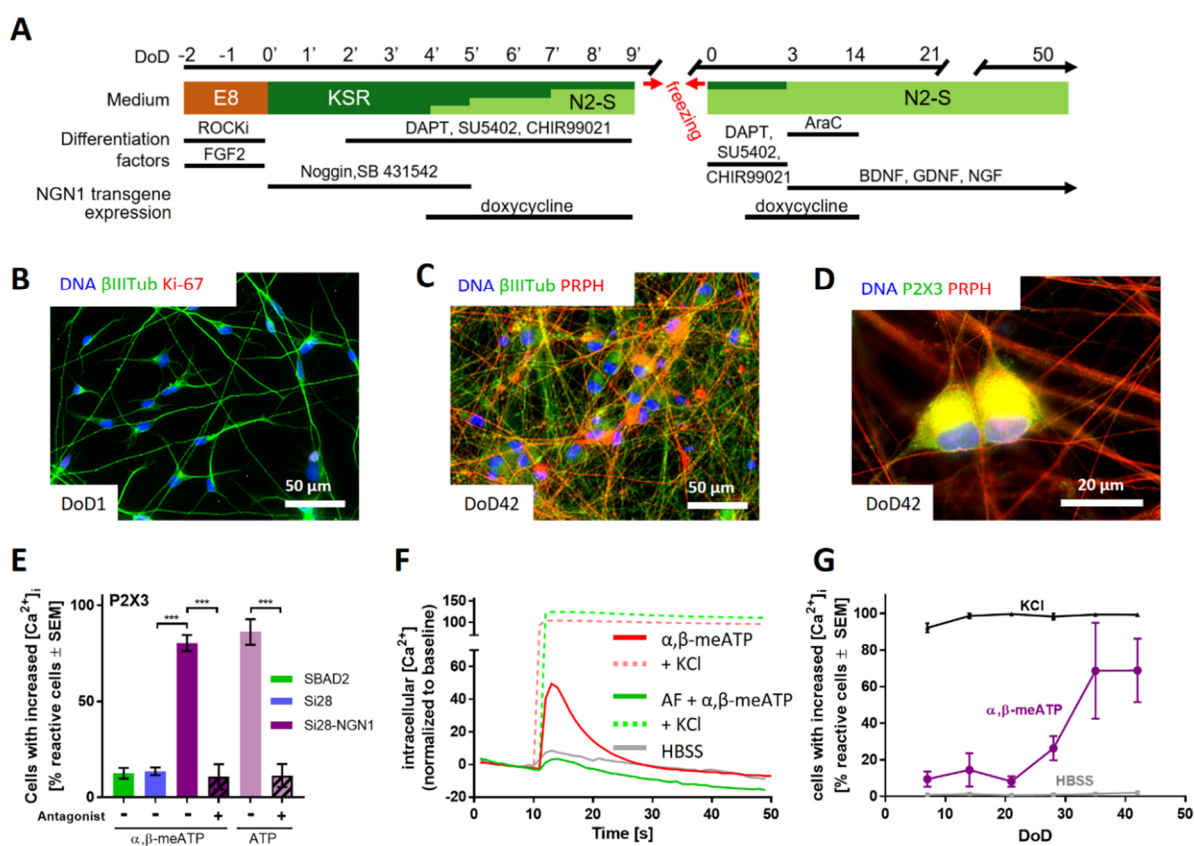 A
DoD -2 -1 0' 1' 2' 3' 4' 5' 6' 7' 8' 9' 0 3 14 21 50
Medium E8 KSR N2-S freezing N2-S
Differentiation
factors
ROCKi
FGF2
DAPT, SU5402, CHIR99021
Noggin,SB 431542
DAPT,
SU5402,
CHIR99021
AraC
BDNF, GDNF, NGF
NGN1 transgene
expression
doxycycline
doxycycline
B
DNA βIIITub Ki-67
50 µm
DoD1
C
DNA βIIITub PRPH
50 µm
DoD42
D
DNA P2X3 PRPH
20 µm
DoD42
E
Cells with increased [Ca2+]i
[% reactive cells ± SEM]
100
50
0
P2X3
***
***
***
SBAD2
Si28
Si28-NGN1
Antagonist - - - + - +
α,β-meATP ATP
F
intracellular [Ca2+]
(normalized to baseline)
150
100
50
60
40
20
0
-20
0 10 20 30 40 50
Time [s]
α,β-meATP
+ KCl
AF + α,β-meATP
+ KCl
HBSS
G
Cells with increased [Ca2+]i
[% reactive cells ± SEM]
100
80
60
40
20
0
0 10 20 30 40 50
DoD
KCl
α,β-meATP
HBSS